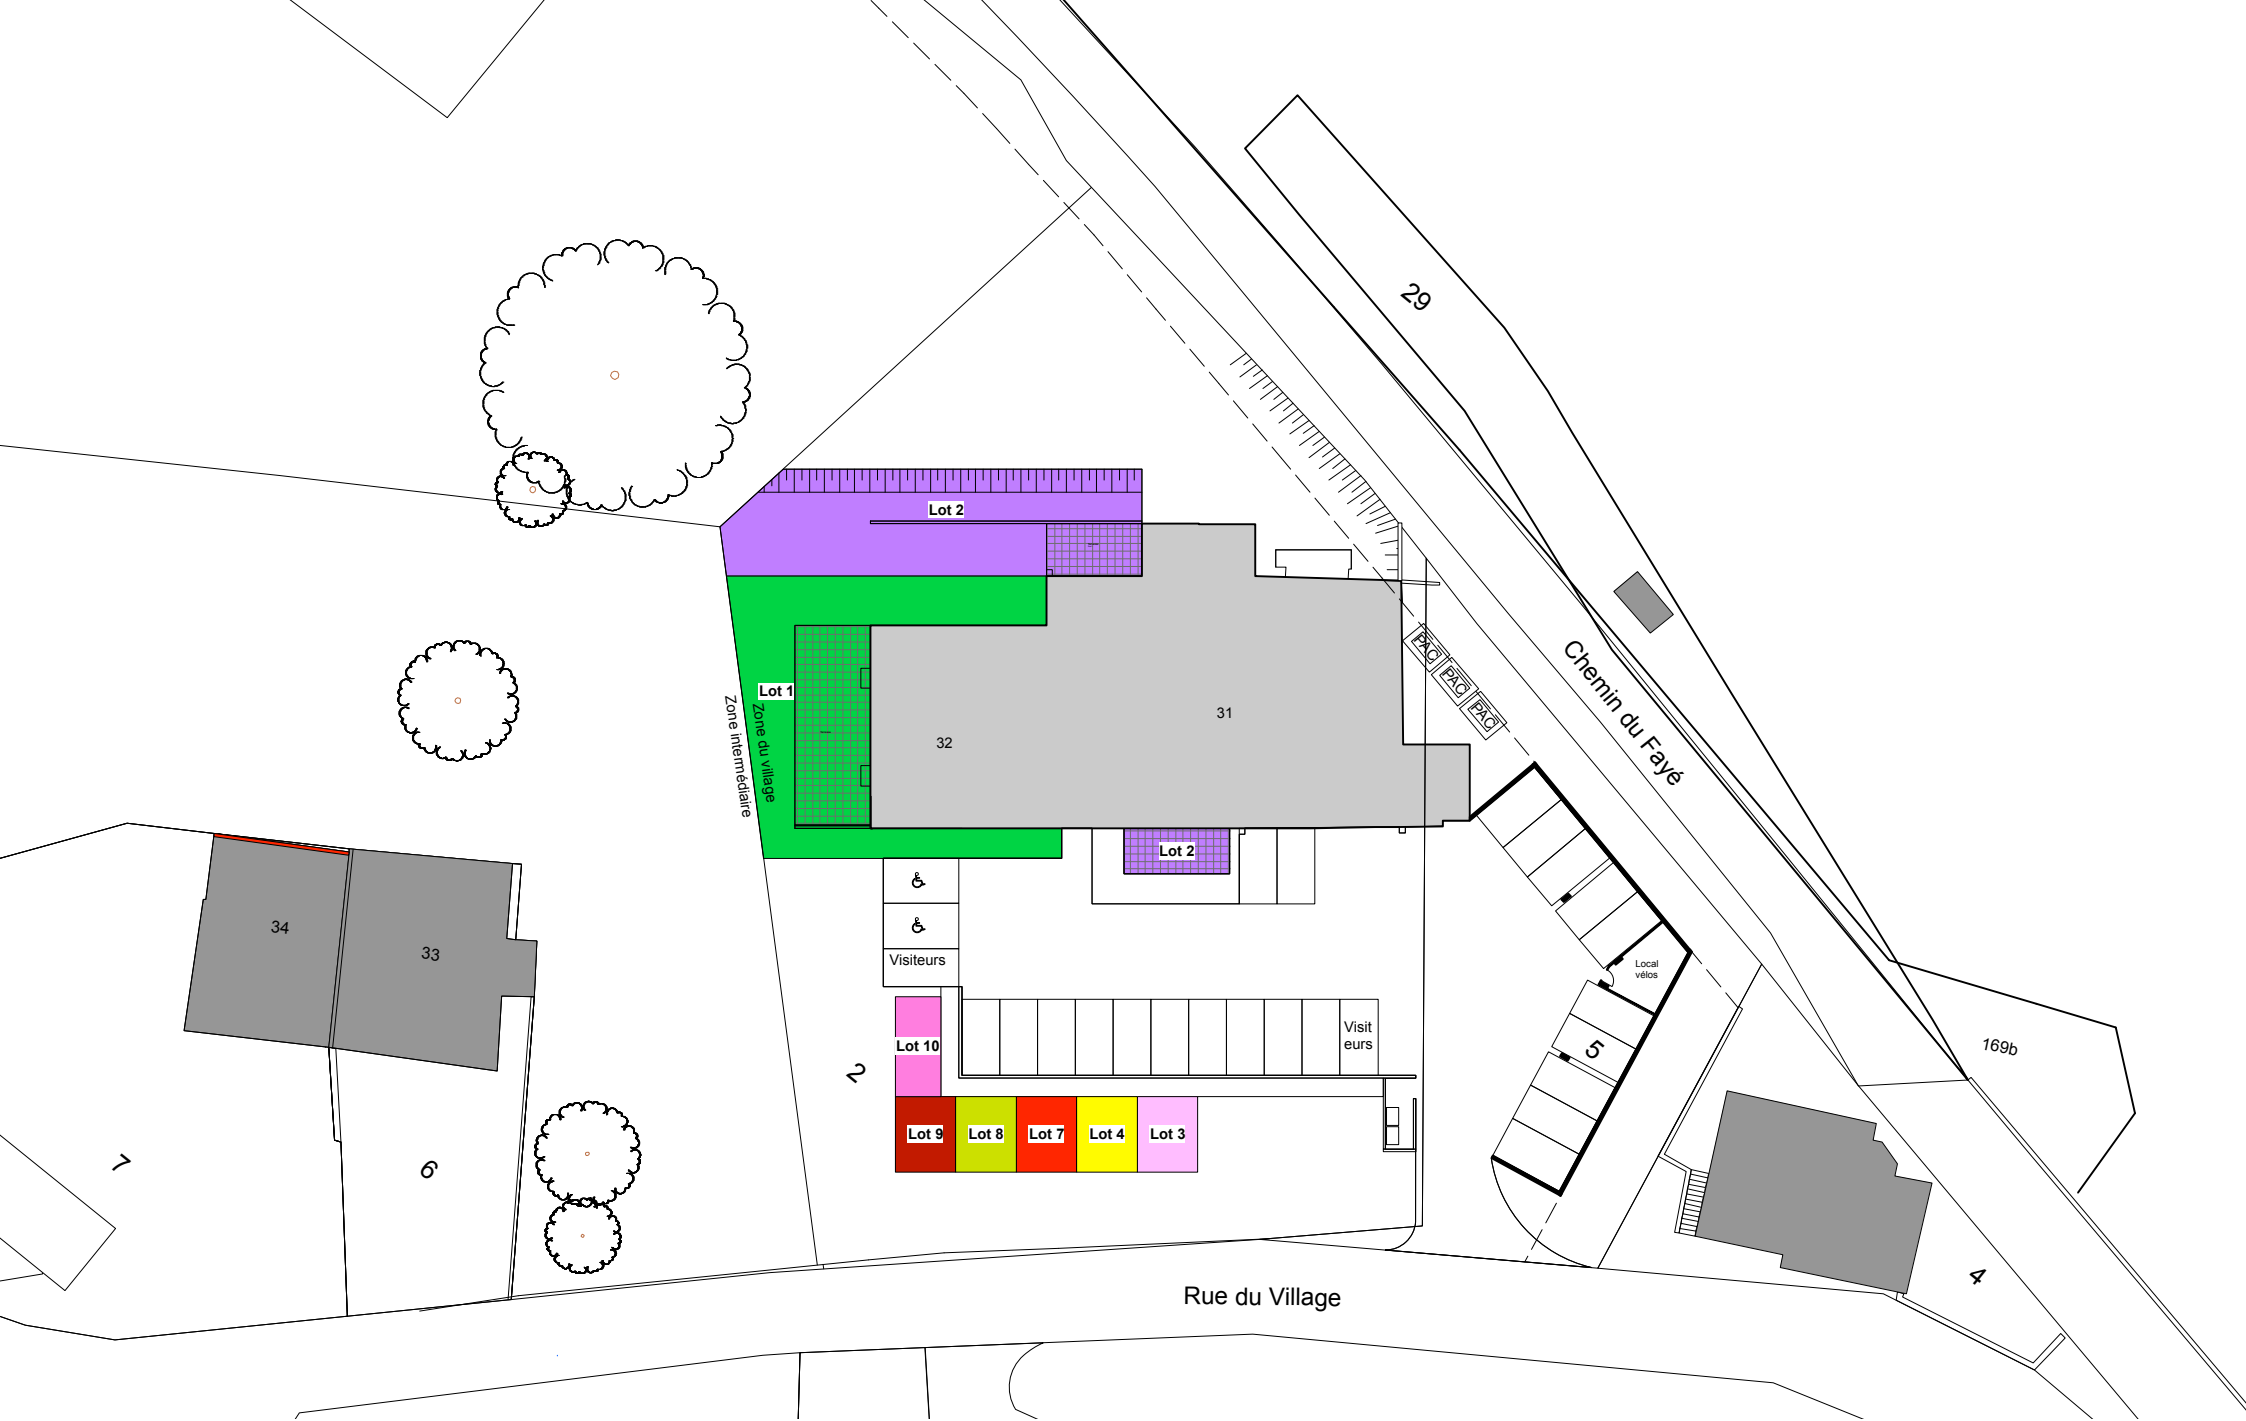 29
Lot 2
Chemin du Fayé
PAC
PAC
PAC
Lot 1
Zone du village
Zone intermédiaire
31
32
Lot 2
34
33
Visiteurs
Local
vélos
Visit
eurs
Lot 10
2
5
169b
Lot 9
Lot 8
Lot 7
Lot 4
Lot 3
7
6
4
Rue du Village